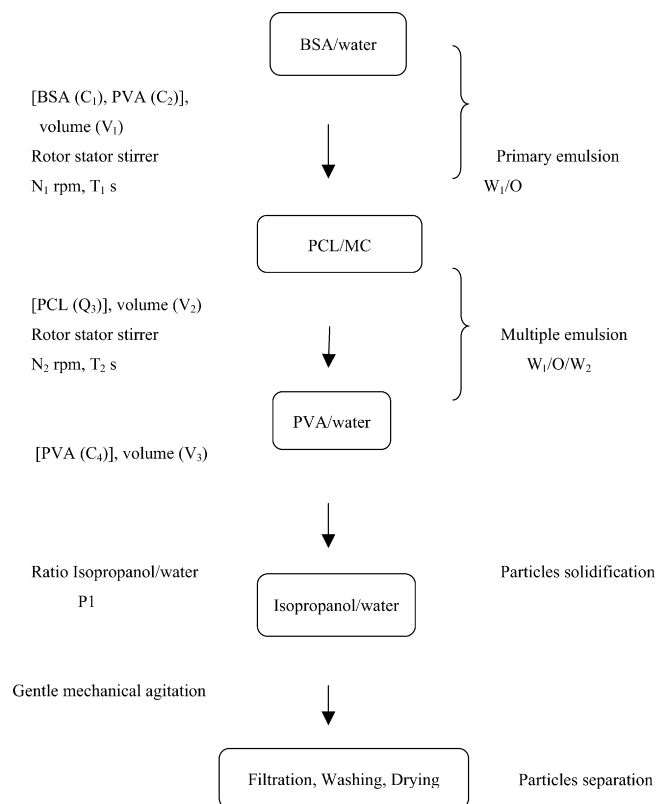 BSA/water
[BSA (C₁), PVA (C₂)],
volume (V₁)
Rotor stator stirrer
Primary emulsion
N₁ rpm, T₁ s
W₁/O
PCL/MC
[PCL (Q₃)], volume (V₂)
Rotor stator stirrer
Multiple emulsion
N₂ rpm, T₂ s
W₁/O/W₂
PVA/water
[PVA (C₄)], volume (V₃)
Ratio Isopropanol/water
Particles solidification
P1
Isopropanol/water
Gentle mechanical agitation
Filtration, Washing, Drying
Particles separation